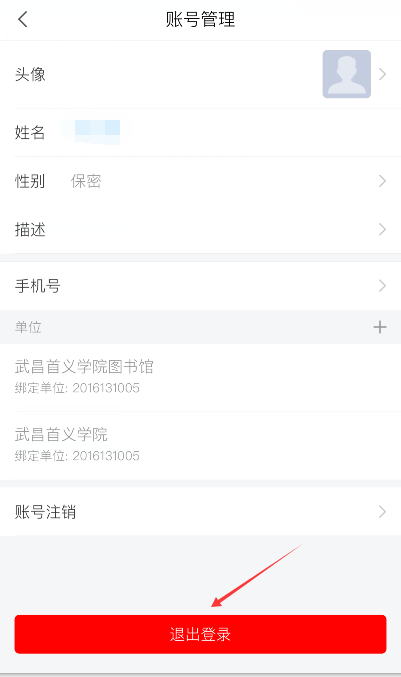 账号管理
头像
姓名
性别 保密
描述
手机号
单位
武昌首义学院图书馆
绑定单位: 2016131005
武昌首义学院
绑定单位: 2016131005
账号注销
退出登录